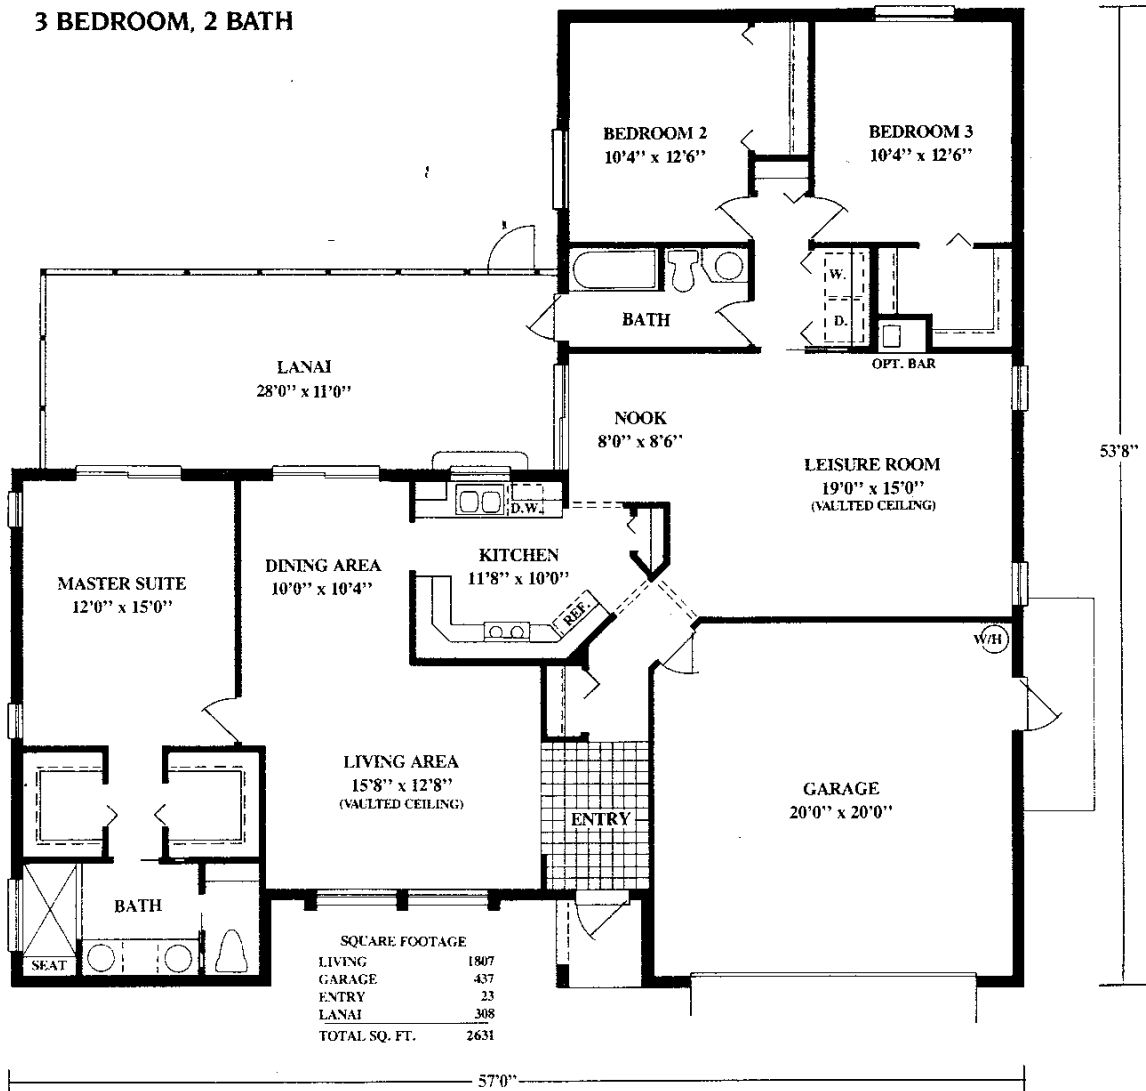 3 BEDROOM, 2 BATH
BEDROOM 2
10'4'' x 12'6''
BEDROOM 3
10'4'' x 12'6''
W.
D.
BATH
OPT. BAR
LANAI
28'0'' x 11'0''
NOOK
8'0'' x 8'6''
LEISURE ROOM
19'0'' x 15'0''
(VAULTED CEILING)
53'8''
D.W.
KITCHEN
11'8'' x 10'0''
REF.
DINING AREA
10'0'' x 10'4''
MASTER SUITE
12'0'' x 15'0''
W/H
LIVING AREA
15'8'' x 12'8''
(VAULTED CEILING)
ENTRY
GARAGE
20'0'' x 20'0''
BATH
SEAT
SQUARE FOOTAGE
LIVING 1807
GARAGE 437
ENTRY 23
LANAI 308
TOTAL SQ. FT. 2631
57'0''